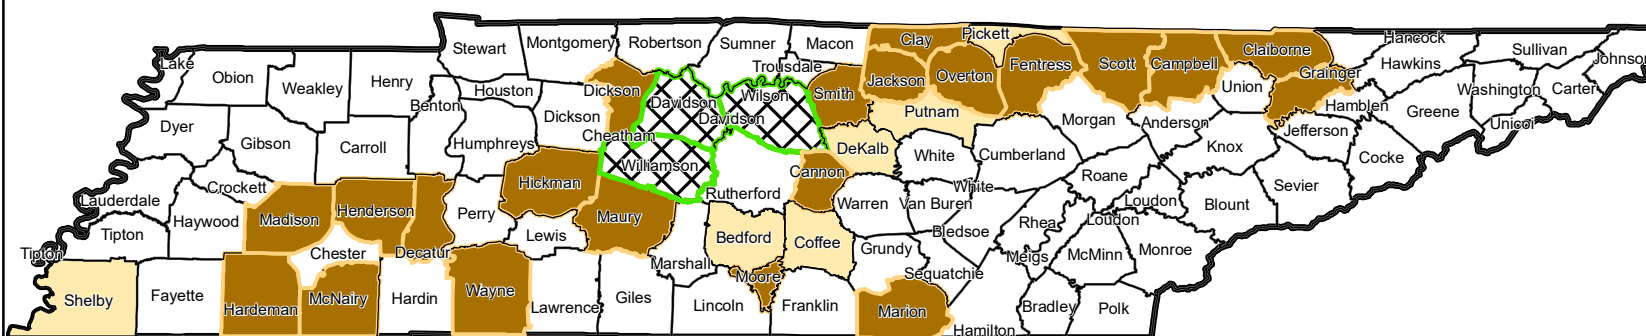 Stewart
Montgomery
Robertson
Sumner
Macon
Clay
Pickett
Hancock
Sullivan
Johnso
Lake
Obion
Weakley
Henry
Houston
Benton
Dickson
Trousdale
Jackson
Overton
Fentress
Scott
Campbell
Claiborne
Grainger
Hawkins
Union
Hamblen
Washington
Carter
Greene
Unicoi
Davidson
Wilson
Smith
Putnam
Davidson
Dickson
Cheatham
Dyer
Gibson
Carroll
Humphreys
Williamson
DeKalb
White
Cumberland
Morgan
Anderson
Knox
Jefferson
Cocke
Crockett
Lauderdale
Haywood
Madison
Henderson
Perry
Hickman
Maury
Rutherford
Cannon
Warren
Van Buren
White
Roane
Loudon
Loudon
Blount
Sevier
Tipton
Tipton
Chester
Decatur
Lewis
Bedford
Coffee
Grundy
Bledsoe
Rhea
Meigs
McMinn
Monroe
Shelby
Fayette
Hardeman
McNairy
Hardin
Wayne
Lawrence
Giles
Marshall
Lincoln
Moore
Franklin
Sequatchie
Marion
Hamilton
Bradley
Polk